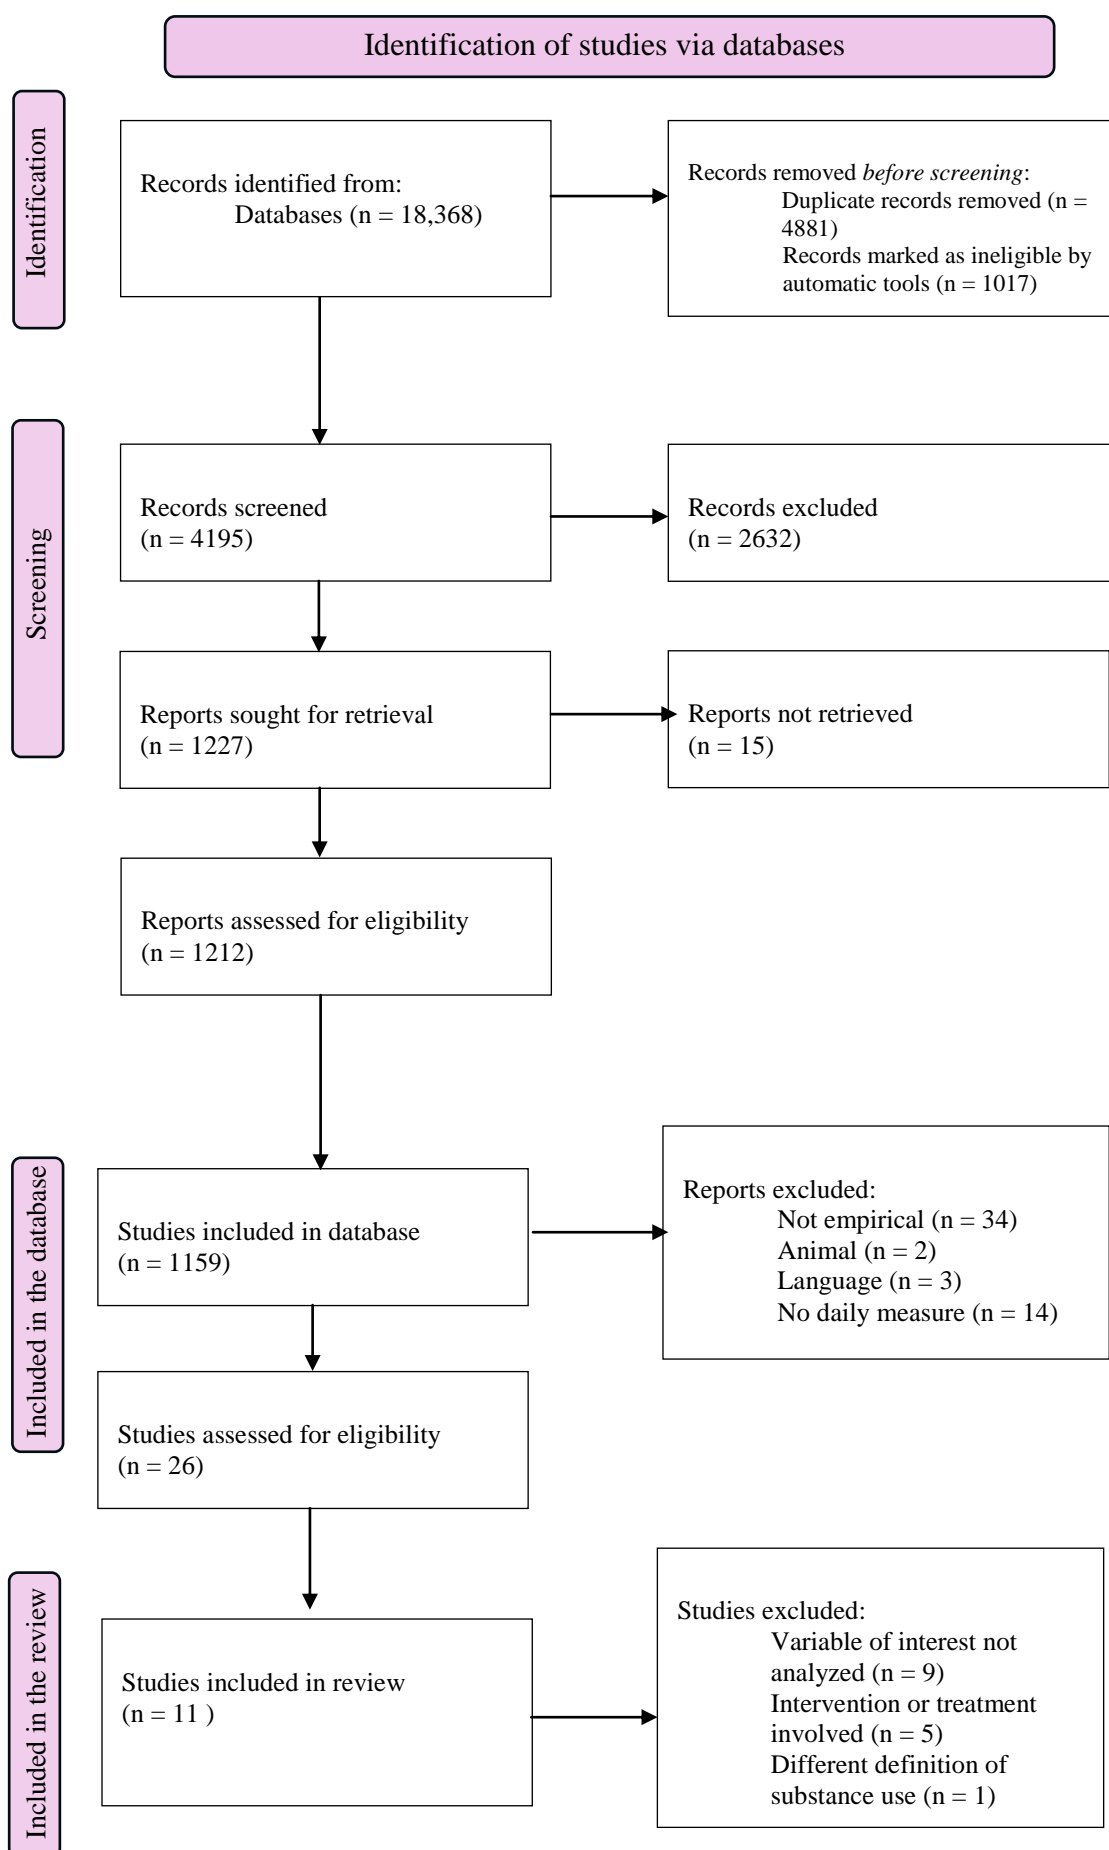 Identification of studies via databases
Identification
Records identified from:
Databases (n = 18,368)
Records removed before screening:
Duplicate records removed (n =
4881)
Records marked as ineligible by
automatic tools (n = 1017)
Screening
Records screened
(n = 4195)
Records excluded
(n = 2632)
Reports sought for retrieval
(n = 1227)
Reports not retrieved
(n = 15)
Reports assessed for eligibility
(n = 1212)
Included in the database
Studies included in database
(n = 1159)
Reports excluded:
Not empirical (n = 34)
Animal (n = 2)
Language (n = 3)
No daily measure (n = 14)
Studies assessed for eligibility
(n = 26)
Included in the review
Studies included in review
(n = 11 )
Studies excluded:
Variable of interest not
analyzed (n = 9)
Intervention or treatment
involved (n = 5)
Different definition of
substance use (n = 1)